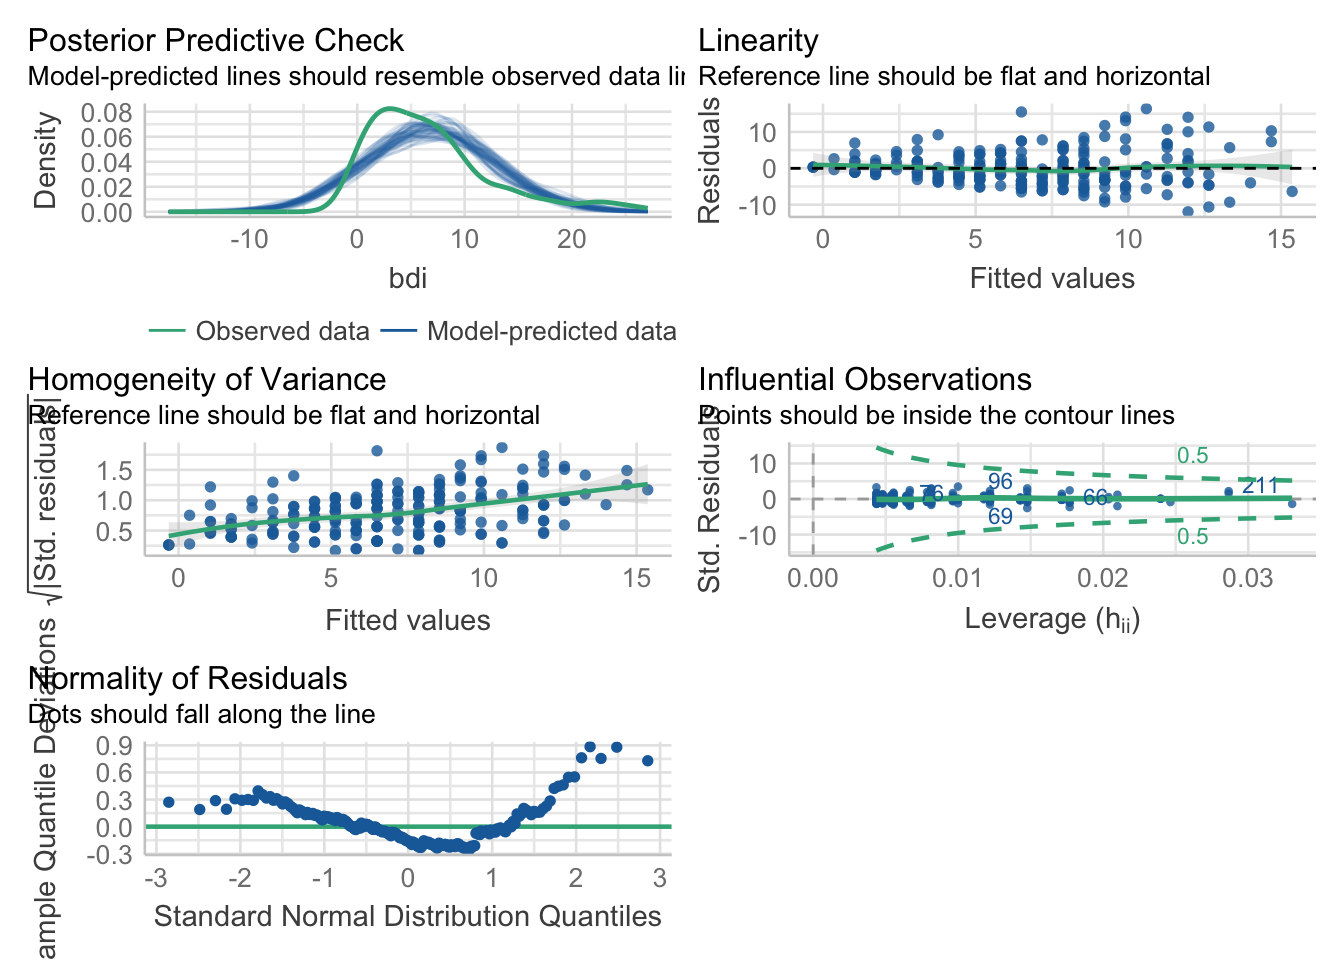 Posterior Predictive Check
Model-predicted lines should resemble observed data lin
Density
0.08
0.06
0.04
0.02
0.00
-10 0 10 20
bdi
Observed data Model-predicted data
Linearity
Reference line should be flat and horizontal
Residuals
10
0
-10
0 5 10 15
Fitted values
Homogeneity of Variance
Reference line should be flat and horizontal
√|Std. residuals|
1.5
1.0
0.5
0 5 10 15
Fitted values
Influential Observations
Points should be inside the contour lines
Std. Residuals
10
0
-10
0.5
96
76
66
211
69
0.5
0.00 0.01 0.02 0.03
Leverage (hii)
Normality of Residuals
Dots should fall along the line
ample Quantile Deviations
0.9
0.6
0.3
0.0
-0.3
-3 -2 -1 0 1 2 3
Standard Normal Distribution Quantiles